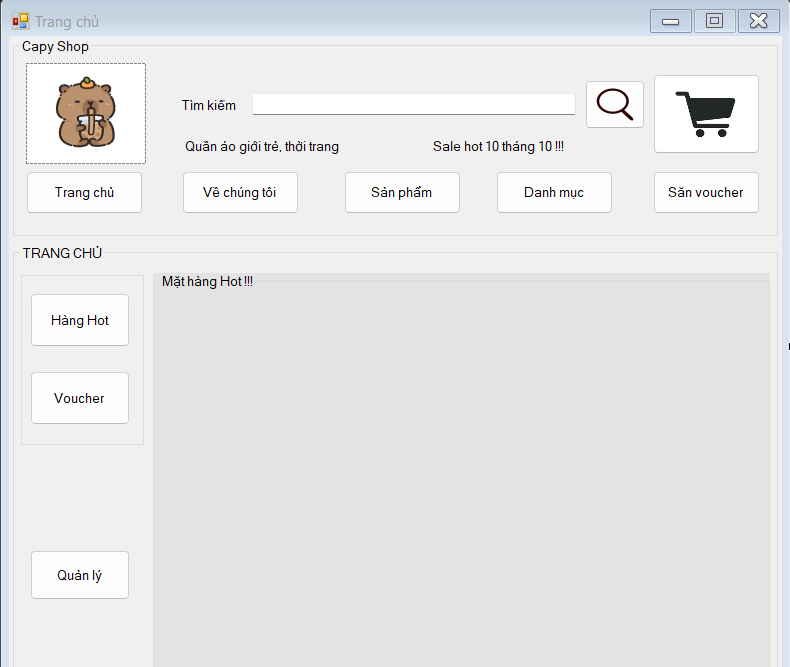 Trang chủ
Capy Shop
Tìm kiếm
Quần áo giới trẻ, thời trang
Sale hot 10 tháng 10 !!!
Trang chủ
Về chúng tôi
Sản phẩm
Danh mục
Săn voucher
TRANG CHỦ
Hàng Hot
Voucher
Quản lý
Mặt hàng Hot !!!